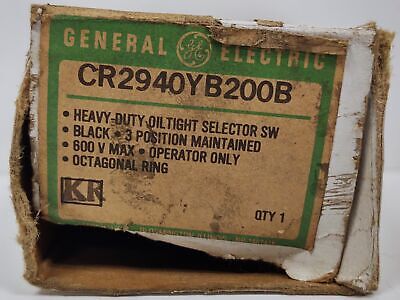 GENERAL GE ELECTRIC
CR2940YB200B
• HEAVY-DUTY OILTIGHT SELECTOR SW
• BLACK • 3 POSITION MAINTAINED
• 600 V MAX • OPERATOR ONLY
• OCTAGONAL RING
KR
QTY 1